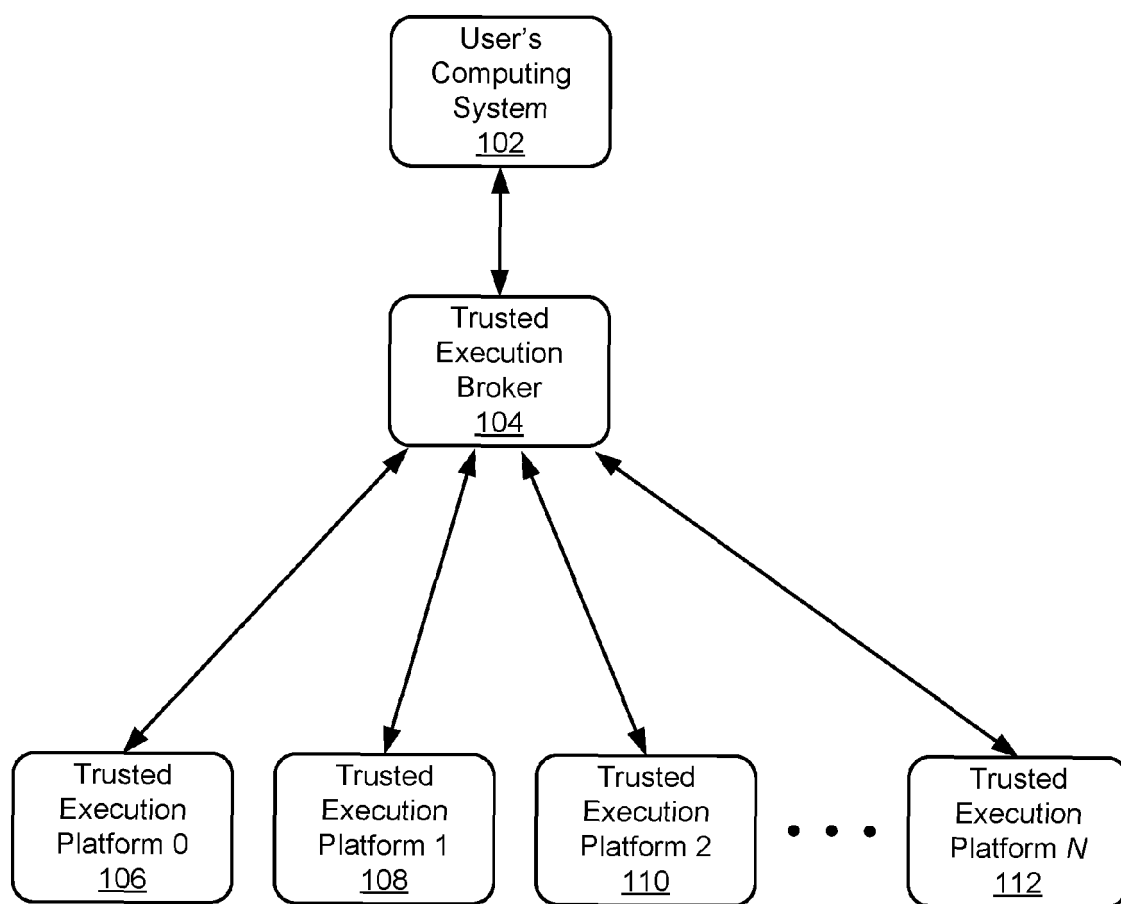 User's
Computing
System
102
Trusted
Execution
Broker
104
Trusted
Execution
Platform 0
106
Trusted
Execution
Platform 1
108
Trusted
Execution
Platform 2
110
Trusted
Execution
Platform N
112